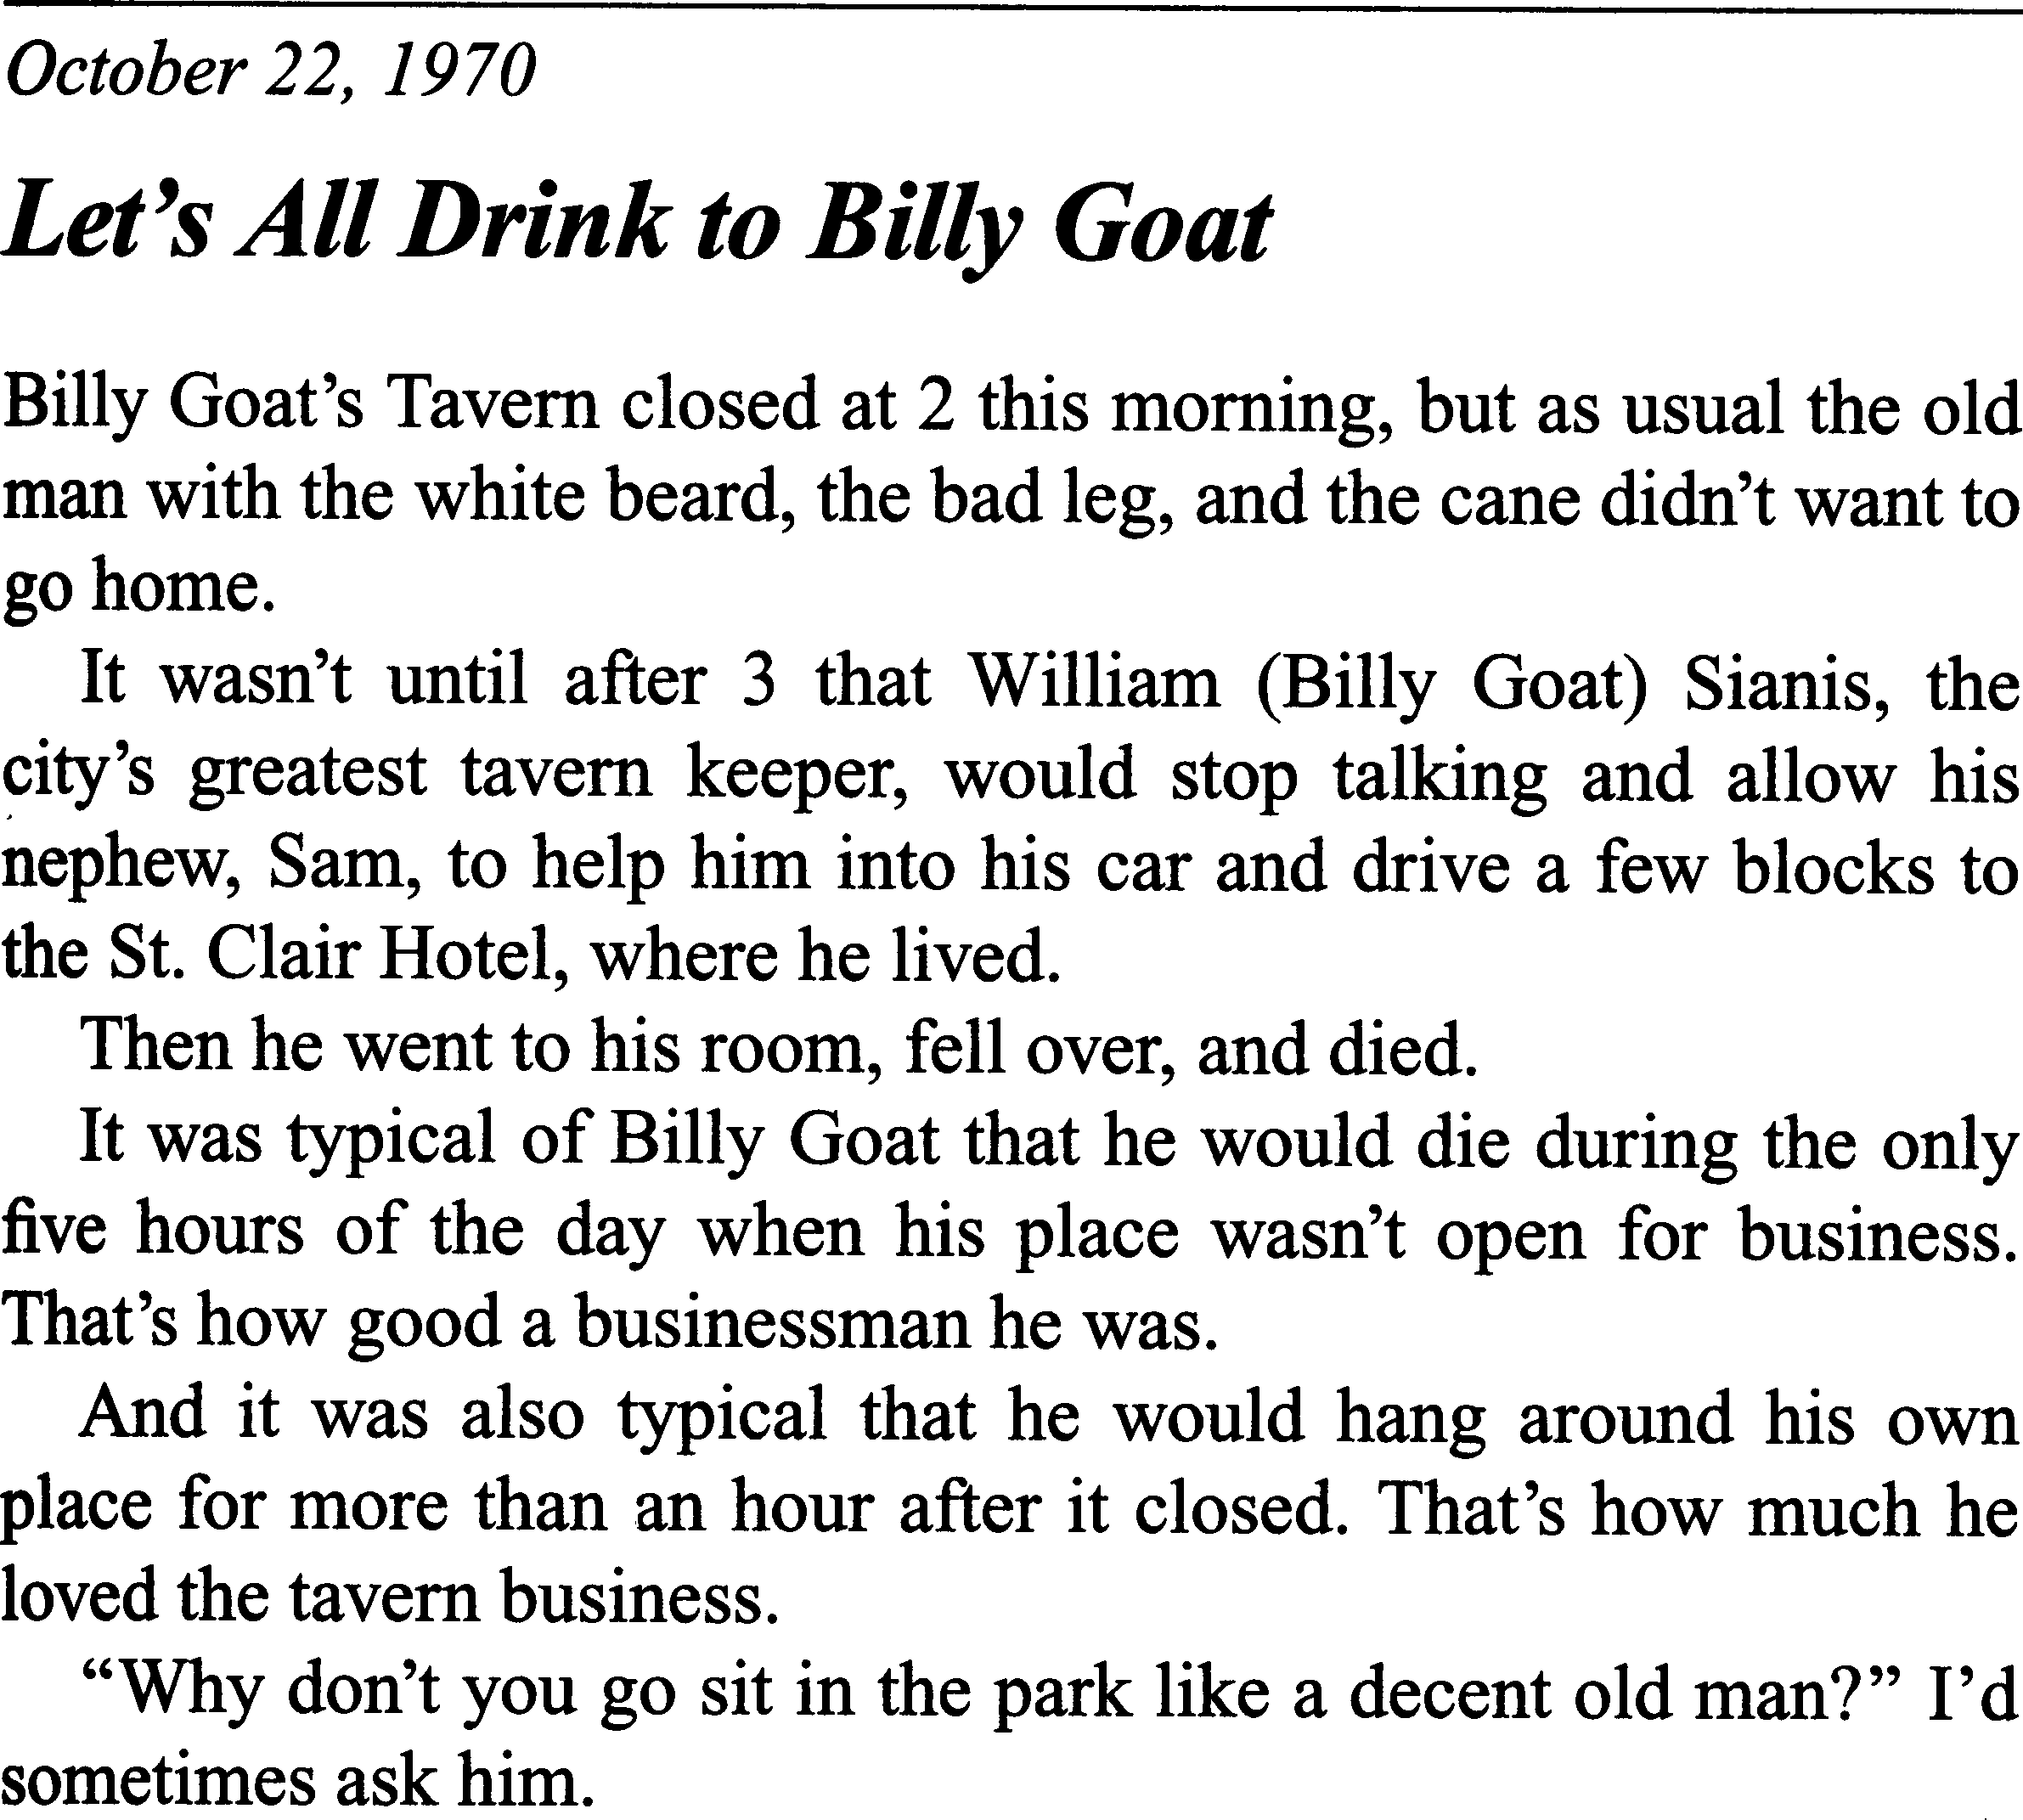 October 22, 1970
Let’s All Drink to Billy Goat
Billy Goat’s Tavern closed at 2 this morning, but as usual the old
man with the white beard, the bad leg, and the cane didn’t want to
go home.
It wasn’t until after 3 that William (Billy Goat) Sianis, the
city’s greatest tavern keeper, would stop talking and allow his
nephew, Sam, to help him into his car and drive a few blocks to
the St. Clair Hotel, where he lived.
Then he went to his room, fell over, and died.
It was typical of Billy Goat that he would die during the only
five hours of the day when his place wasn’t open for business.
That’s how good a businessman he was.
And it was also typical that he would hang around his own
place for more than an hour after it closed. That’s how much he
loved the tavern business.
“Why don’t you go sit in the park like a decent old man?” I’d
sometimes ask him.